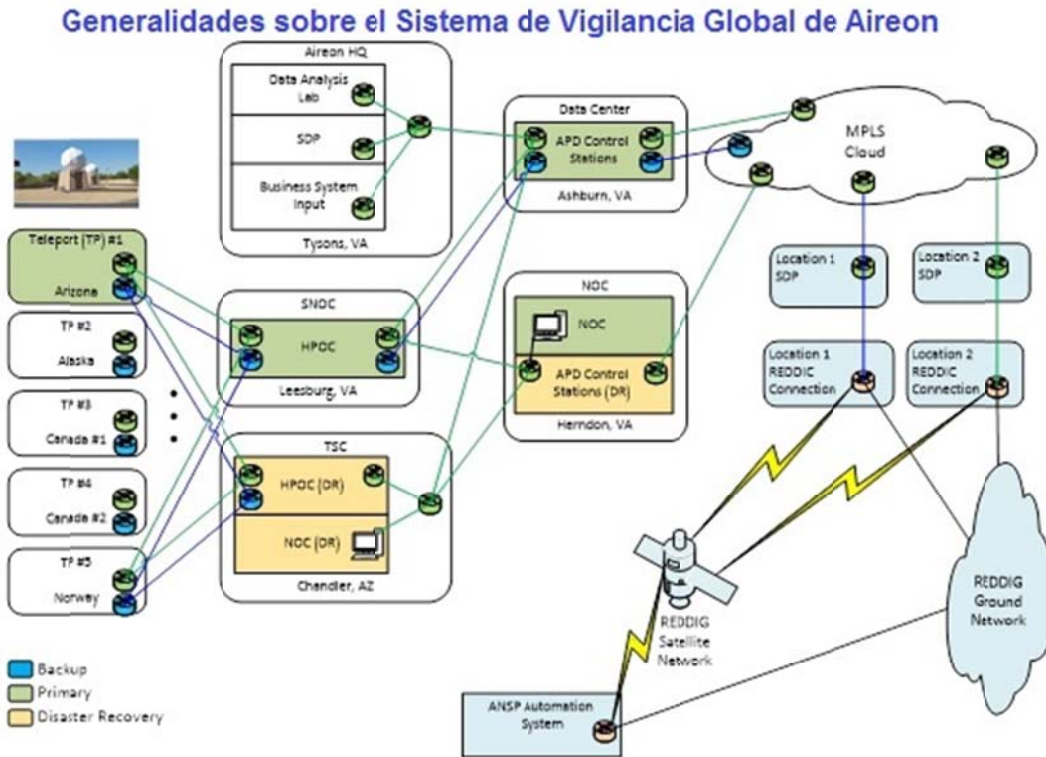 Generalidades sobre el Sistema de Vigilancia Global de Aireon
Aireon HQ
Data Analysis
Lab
SDP
Business System
Input
Tysons, VA
Data Center
APD Control
Stations
Ashburn, VA
MPLS
Cloud
Teleport (TP) #1
Arizona
TP #2
Alaska
TP #3
Canada #1
TP #4
Canada #2
TP #5
Norway
SNOC
HPOC
Leesburg, VA
NOC
NOC
APD Control
Stations (DR)
Herndon, VA
Location 1
SDP
Location 2
SDP
Location 1
REDDIC
Connection
Location 2
REDDIC
Connection
TSC
HPOC (DR)
NOC (DR)
Chandler, AZ
REDDIG
Satellite
Network
REDDIG
Ground
Network
ANSP Automation
System
Backup
Primary
Disaster Recovery